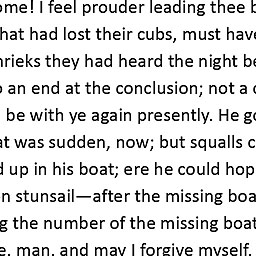 ome! I feel prouder leading thee b
hat had lost their cubs, must have
hrieks they had heard the night be
o an end at the conclusion; not a
be with ye again presently. He go
at was sudden, now; but squalls c
d up in his boat; ere he could hop
n stunsail—after the missing boa
g the number of the missing boat
e, man, and may I forgive myself,